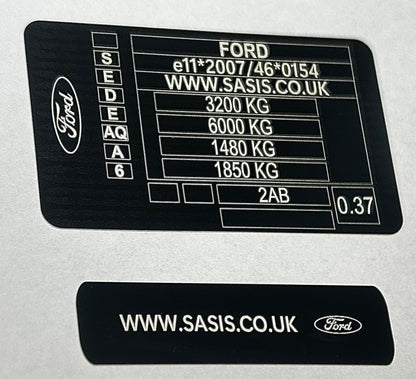 FORD
e11*2007/46*0154
WWW.SASIS.CO.UK
3200 KG
6000 KG
1480 KG
1850 KG
2AB
0.37
S
E
D
E
AQ
A
6
Ford
WWW.SASIS.CO.UK Ford